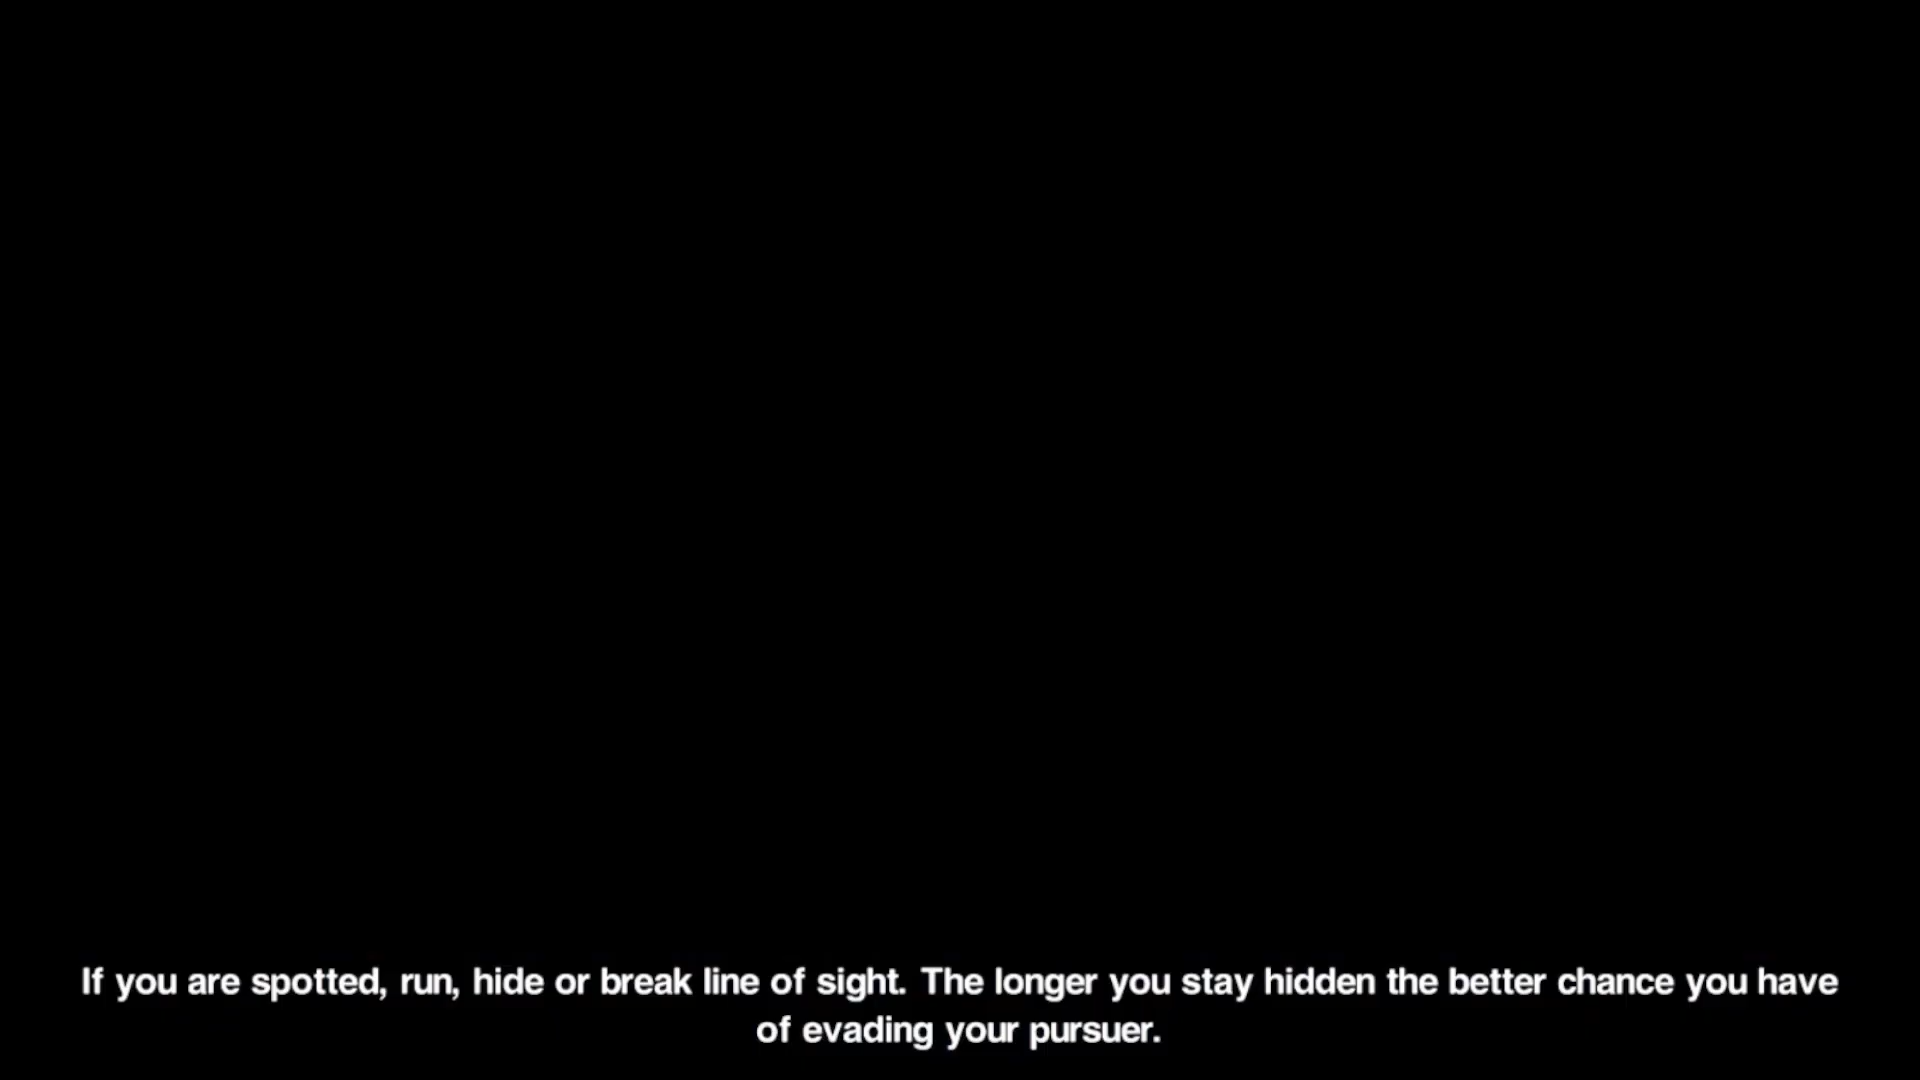 If you are spotted, run, hide or break line of sight. The longer you stay hidden the better chance you have
of evading your pursuer.